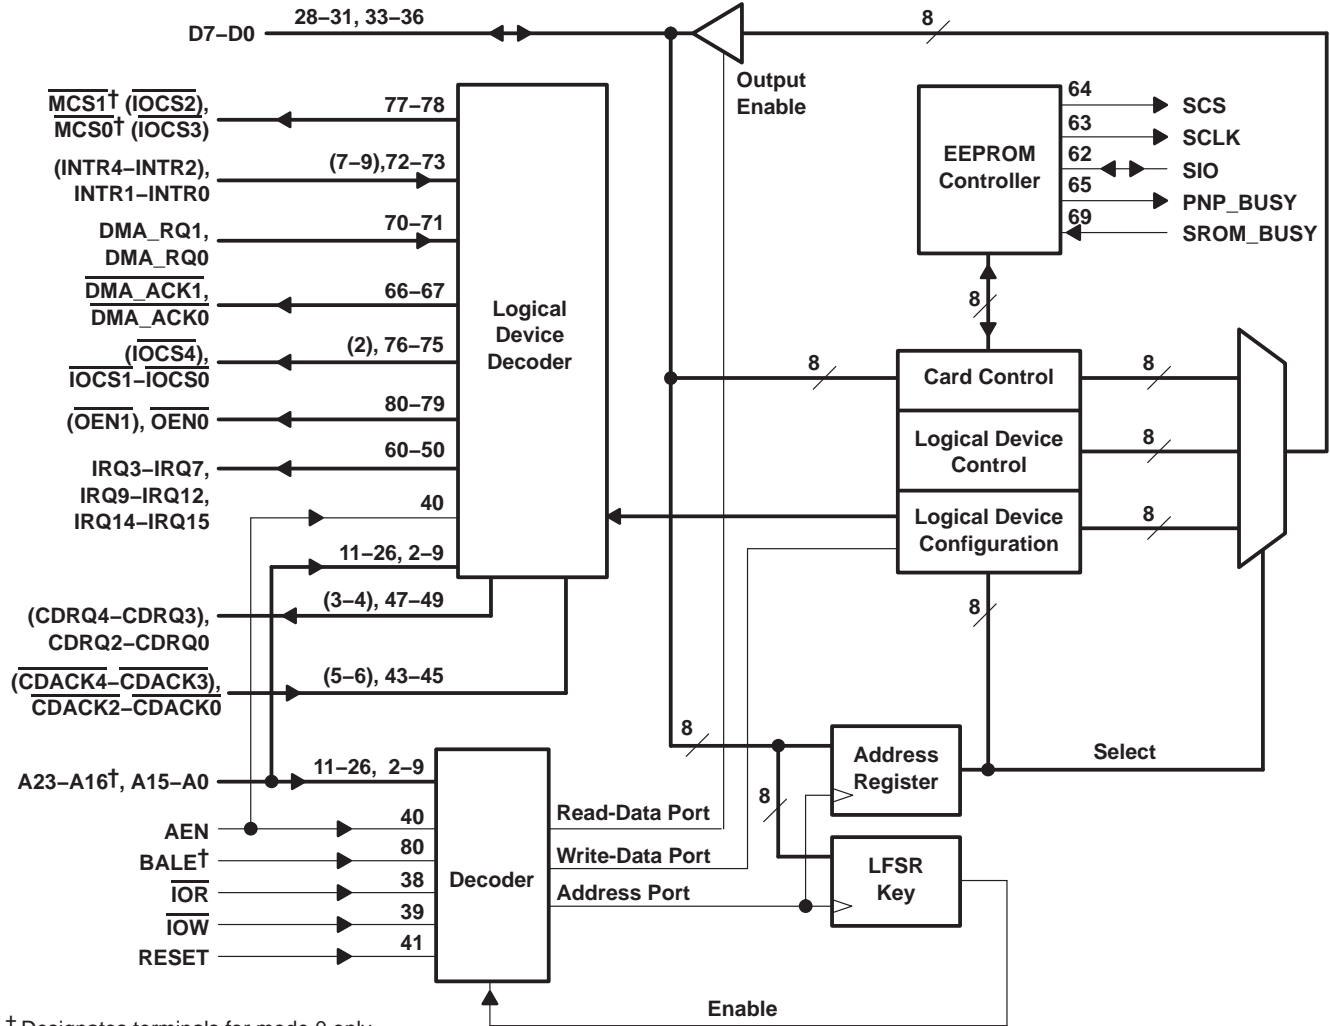 D7–D0
28–31, 33–36
8
Output
Enable
MCS1† (IOCS2),
MCS0† (IOCS3)
77–78
(INTR4–INTR2),
INTR1–INTR0
(7–9),72–73
DMA_RQ1,
DMA_RQ0
70–71
DMA_ACK1,
DMA_ACK0
66–67
(IOCS4),
IOCS1–IOCS0
(2), 76–75
(OEN1), OEN0
80–79
IRQ3–IRQ7,
IRQ9–IRQ12,
IRQ14–IRQ15
60–50
40
11–26, 2–9
Logical
Device
Decoder
(CDRQ4–CDRQ3),
CDRQ2–CDRQ0
(3–4), 47–49
(CDACK4–CDACK3),
CDACK2–CDACK0
(5–6), 43–45
EEPROM
Controller
64
SCS
63
SCLK
62
SIO
65
PNP_BUSY
69
SROM_BUSY
8
8
Card Control
8
Logical Device
Control
8
Logical Device
Configuration
8
8
A23–A16†, A15–A0
11–26, 2–9
AEN
40
BALE†
80
IOR
38
IOW
39
RESET
41
Decoder
Read-Data Port
Write-Data Port
Address Port
8
8
Address
Register
Select
LFSR
Key
Enable
† Designates terminals for mode 0 only